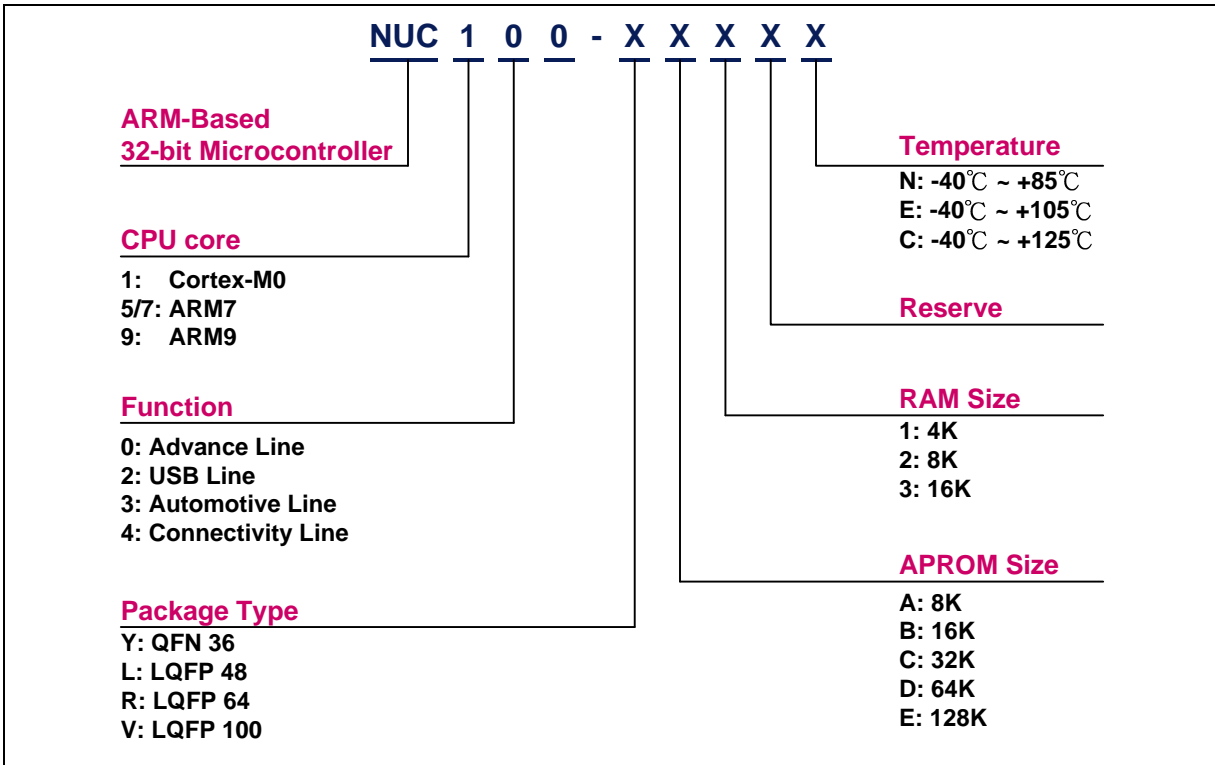 NUC 1 0 0 - X X X X X
ARM-Based
32-bit Microcontroller
CPU core
1: Cortex-M0
5/7: ARM7
9: ARM9
Function
0: Advance Line
2: USB Line
3: Automotive Line
4: Connectivity Line
Package Type
Y: QFN 36
L: LQFP 48
R: LQFP 64
V: LQFP 100
Temperature
N: -40℃ ~ +85℃
E: -40℃ ~ +105℃
C: -40℃ ~ +125℃
Reserve
RAM Size
1: 4K
2: 8K
3: 16K
APROM Size
A: 8K
B: 16K
C: 32K
D: 64K
E: 128K